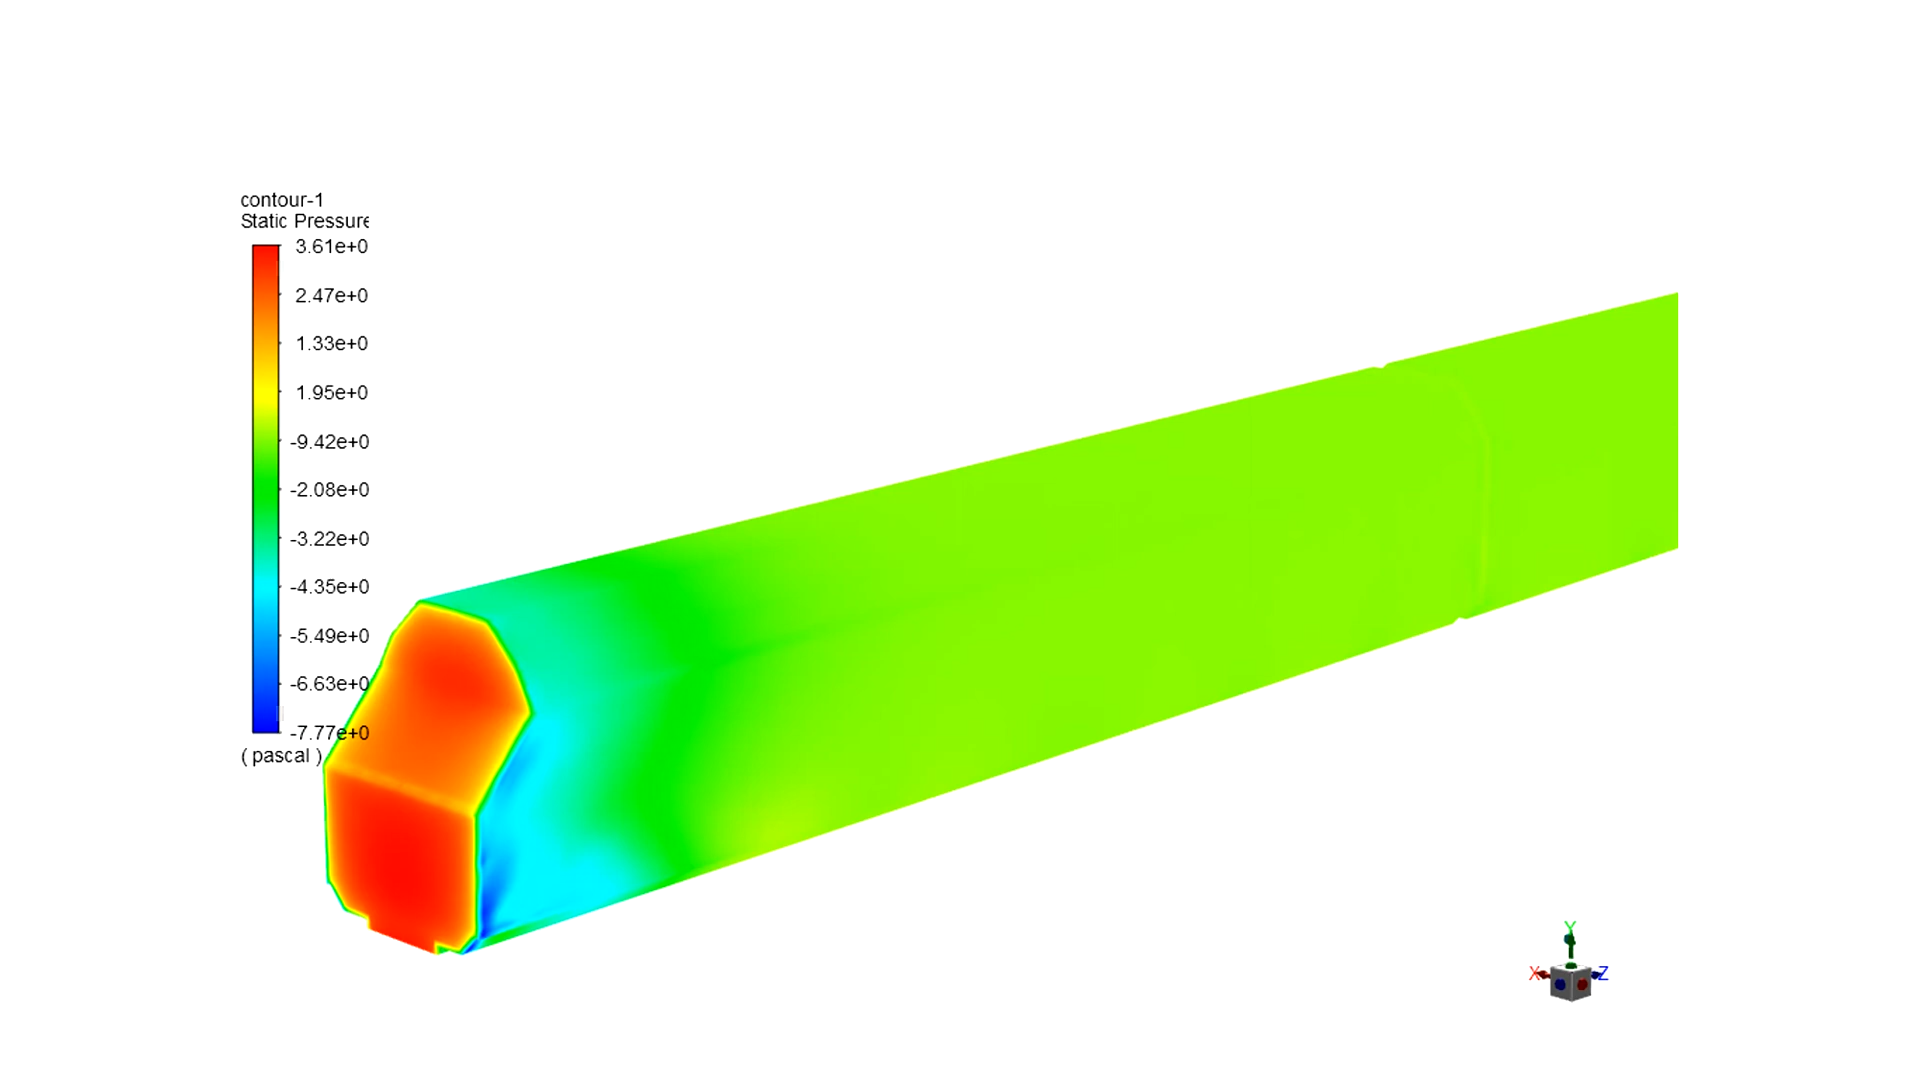 contour-1
Static Pressure
3.61e+0
2.47e+0
1.33e+0
1.95e+0
-9.42e+0
-2.08e+0
-3.22e+0
-4.35e+0
-5.49e+0
-6.63e+0
-7.77e+0
( pascal )
Y
X
Z